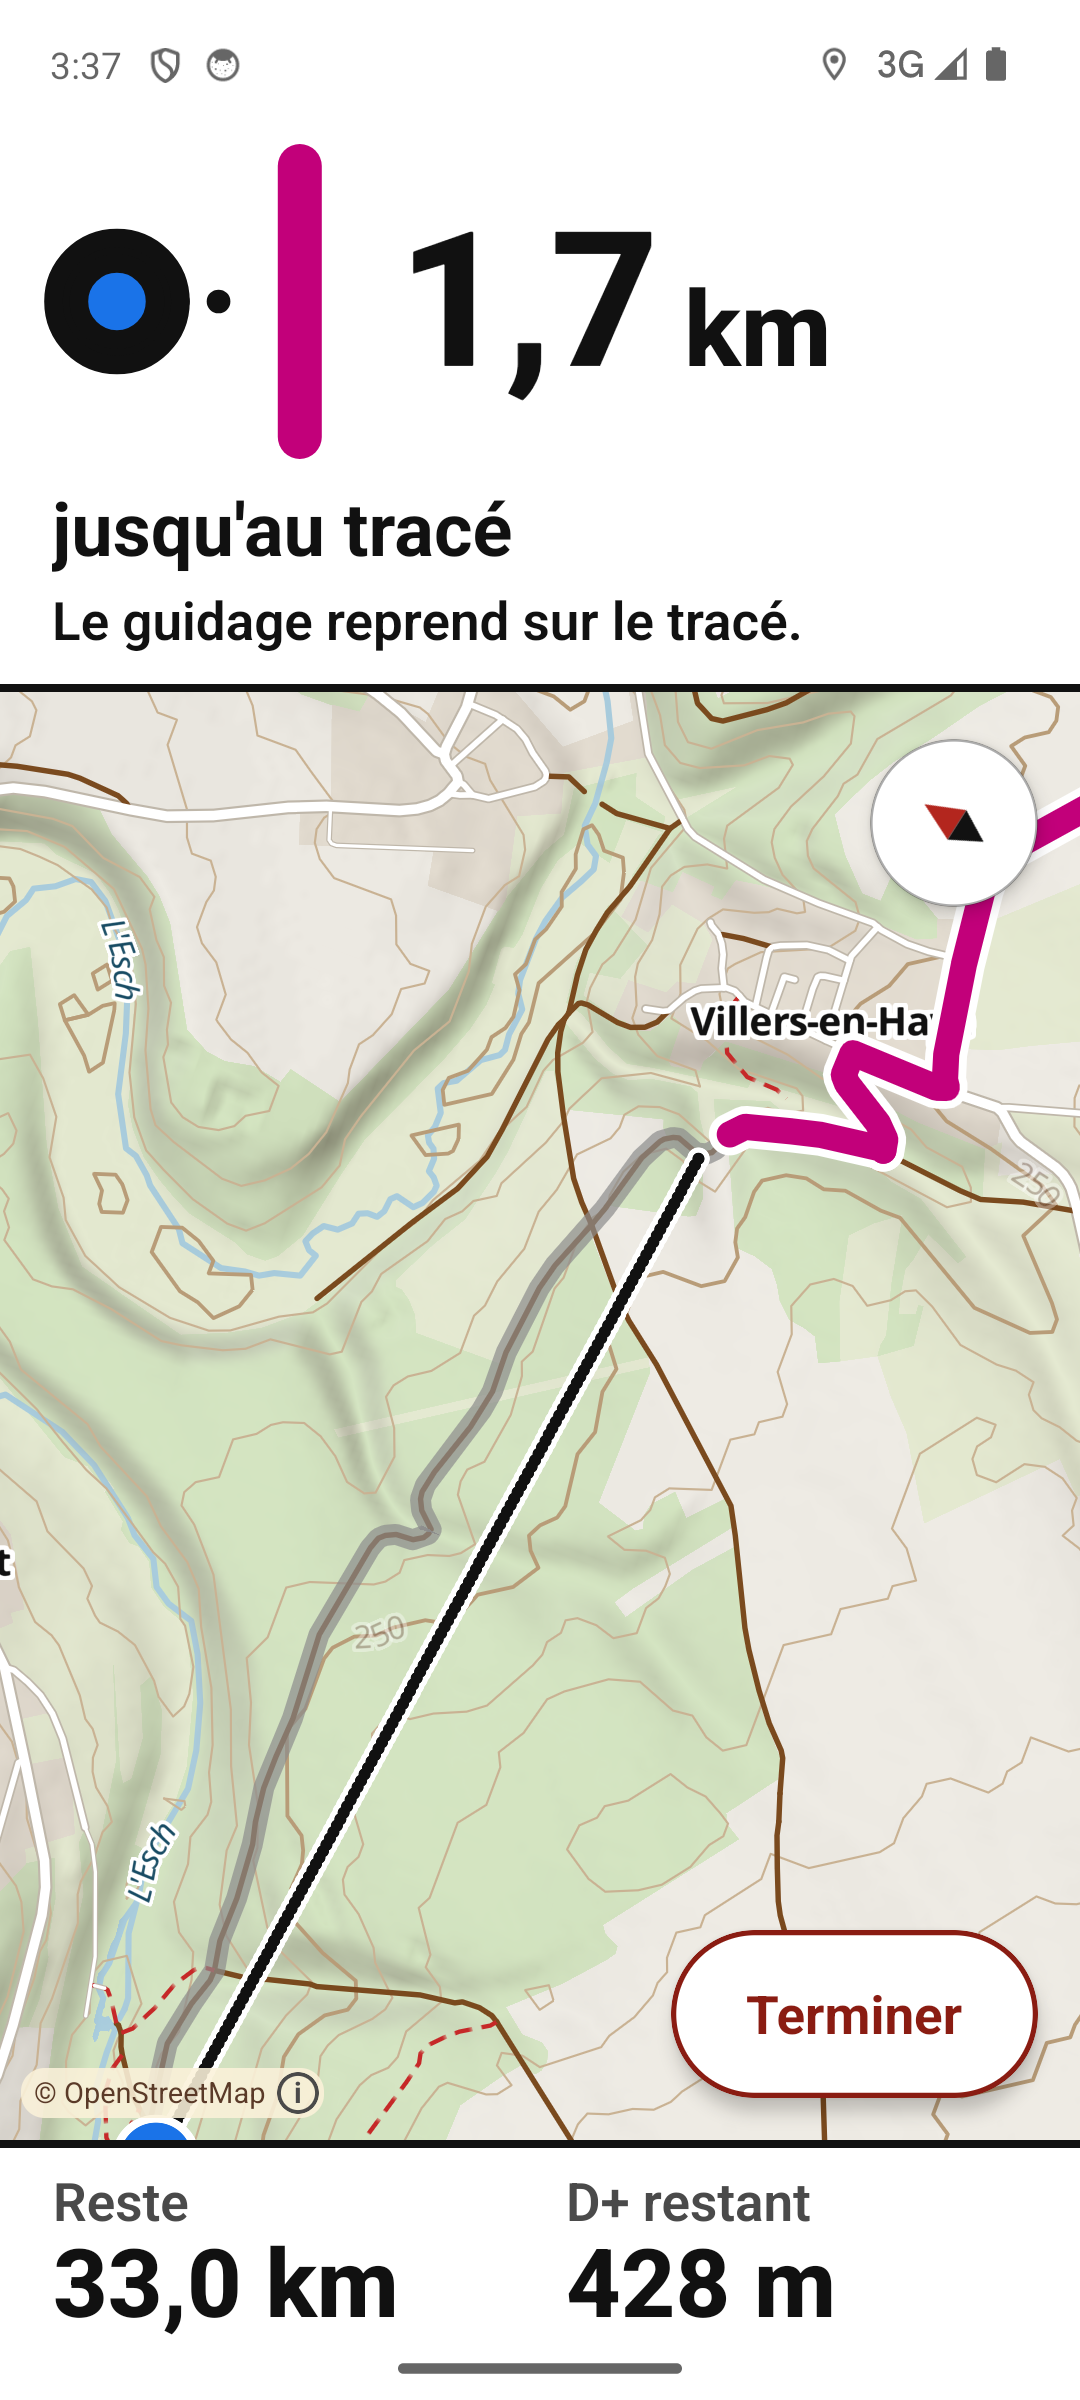 3:37
3G
1,7 km
jusqu'au tracé
Le guidage reprend sur le tracé.
L'Esch
Villers-en-Ha
250
t
250
L'Esch
Terminer
© OpenStreetMap
Reste
D+ restant
33,0 km
428 m